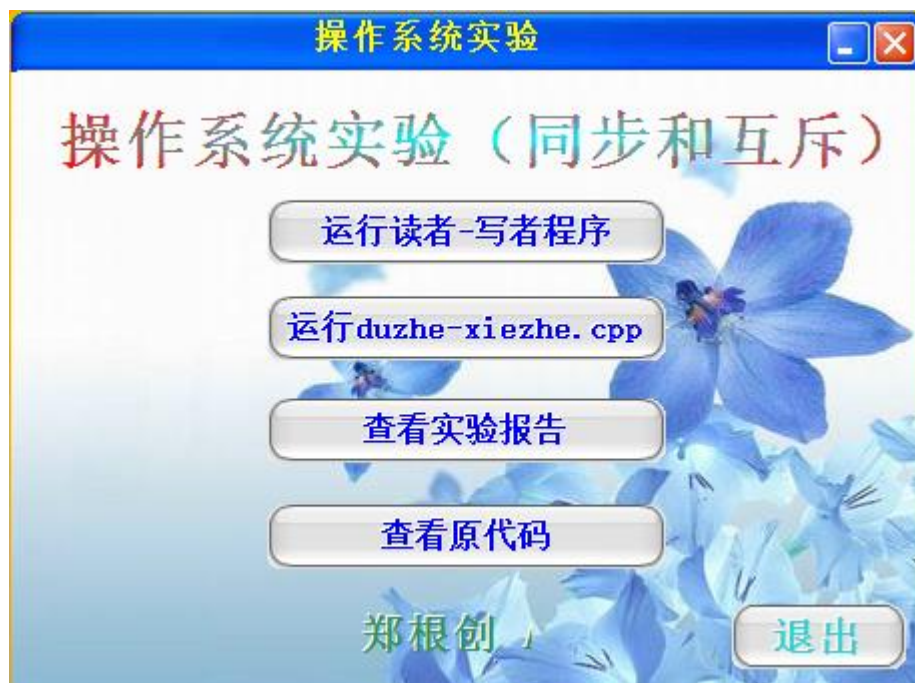 操作系统实验
操作系统实验（同步和互斥）
运行读者-写者程序
运行duzhe-xiezhe.cpp
查看实验报告
查看原代码
郑根创
退出